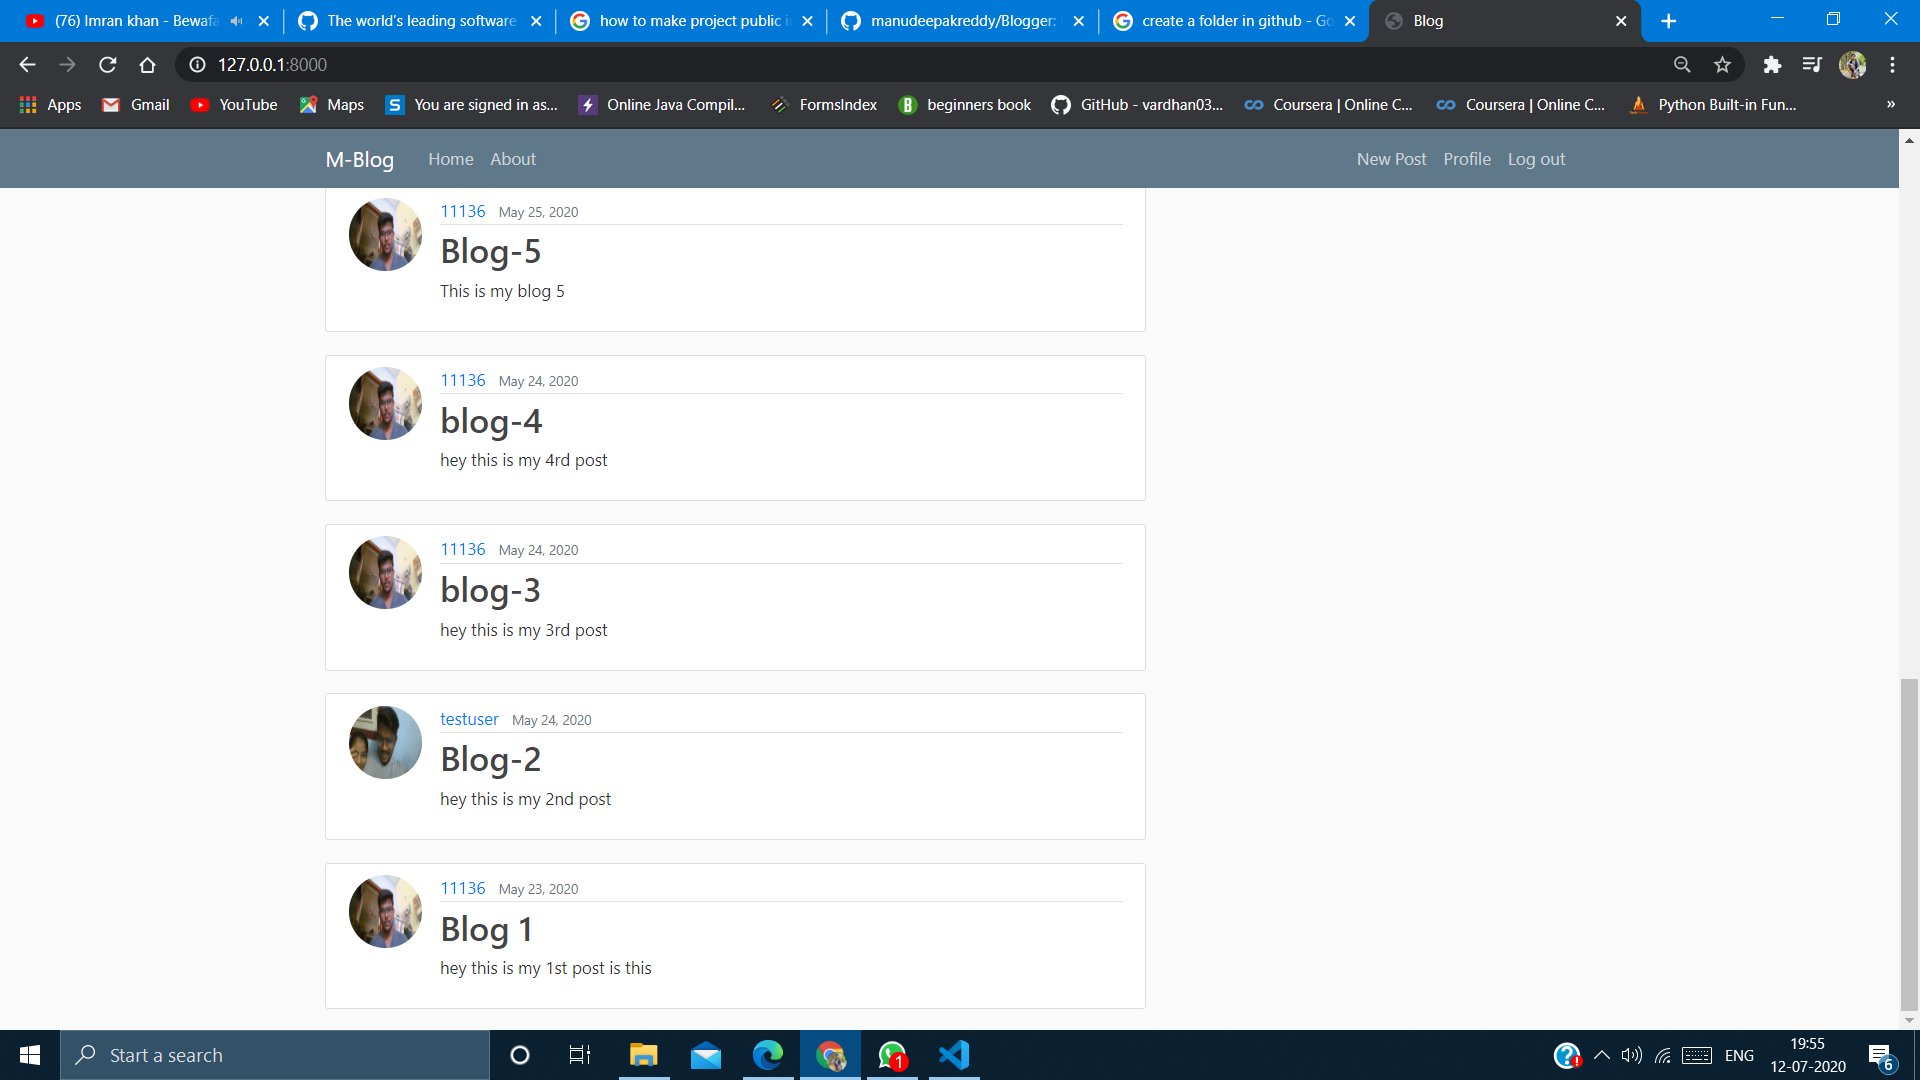 (76) Imran khan - Bewafa
The world's leading software
how to make project public i
manudeepakreddy/Blogger:
create a folder in github - Go
Blog
127.0.0.1:8000
Apps
Gmail
YouTube
Maps
You are signed in as...
Online Java Compil...
FormsIndex
beginners book
GitHub - vardhan03...
Coursera | Online C...
Coursera | Online C...
Python Built-in Fun...
»
M-Blog
Home
About
New Post
Profile
Log out
11136 May 25, 2020
Blog-5
This is my blog 5
11136 May 24, 2020
blog-4
hey this is my 4rd post
11136 May 24, 2020
blog-3
hey this is my 3rd post
testuser May 24, 2020
Blog-2
hey this is my 2nd post
11136 May 23, 2020
Blog 1
hey this is my 1st post is this
Start a search
1
ENG
19:55
12-07-2020
6